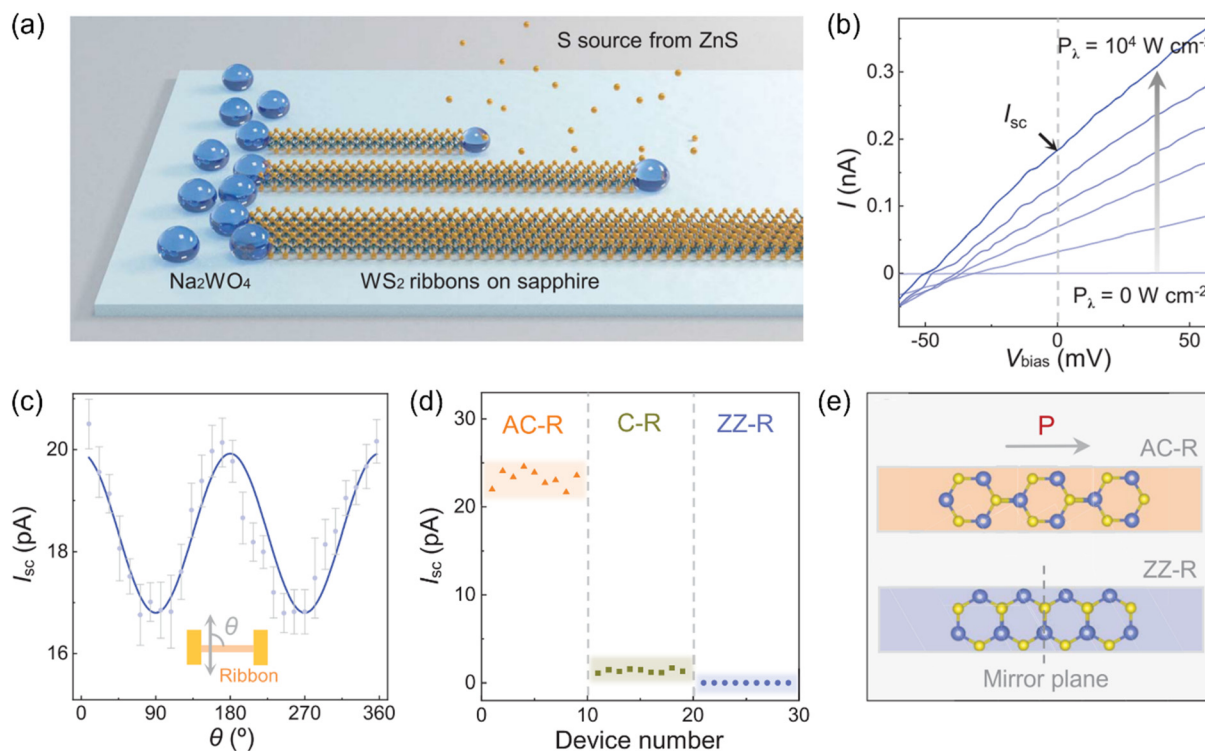 (a)
S source from ZnS
Na₂WO₄
WS₂ ribbons on sapphire
(b)
Pλ = 10⁴ W cm⁻
Isc
Pλ = 0 W cm⁻²
0.3
0.2
0.1
0
I (nA)
-50
0
50
Vbias (mV)
(c)
20
18
16
Isc (pA)
θ
Ribbon
0
90
180
270
360
θ (º)
(d)
AC-R
C-R
ZZ-R
30
20
10
0
Isc (pA)
0
10
20
30
Device number
(e)
P
AC-R
ZZ-R
Mirror plane